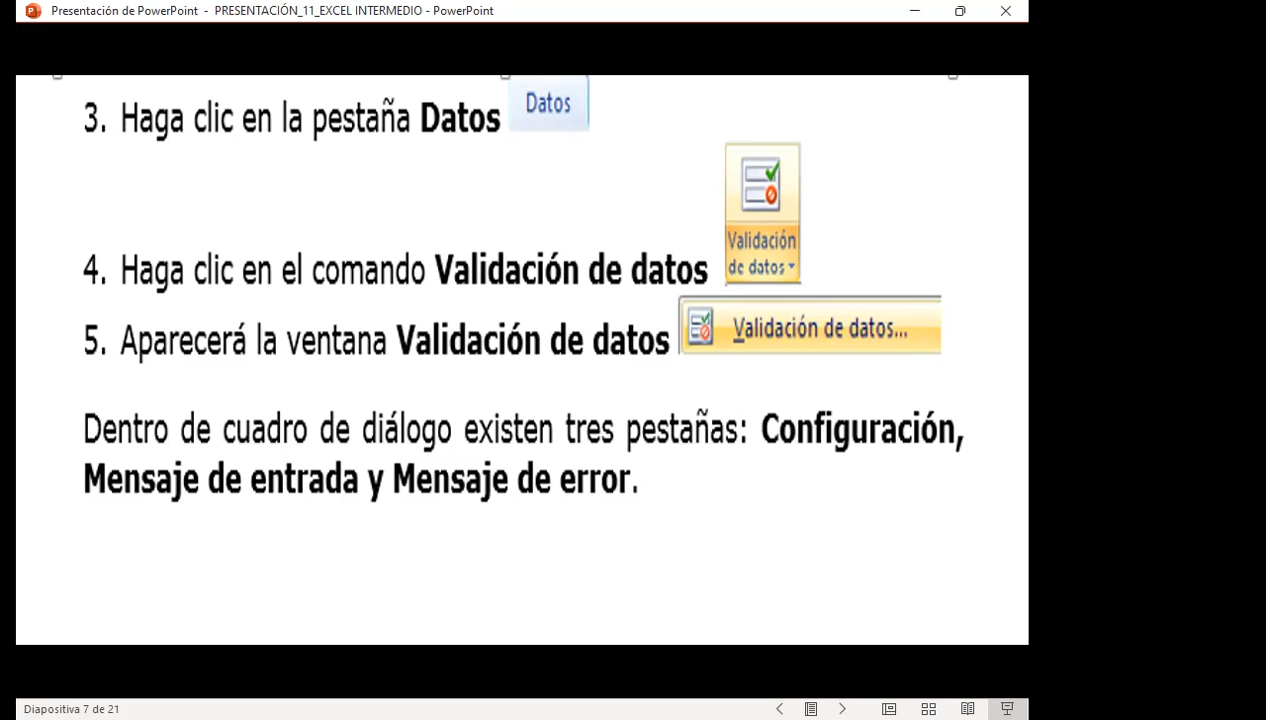 Presentación de PowerPoint - PRESENTACIÓN_11_EXCEL INTERMEDIO - PowerPoint
3. Haga clic en la pestaña Datos Datos
4. Haga clic en el comando Validación de datos
Validación
de datos
5. Aparecerá la ventana Validación de datos Validación de datos...
Dentro de cuadro de diálogo existen tres pestañas: Configuración,
Mensaje de entrada y Mensaje de error.
Diapositiva 7 de 21